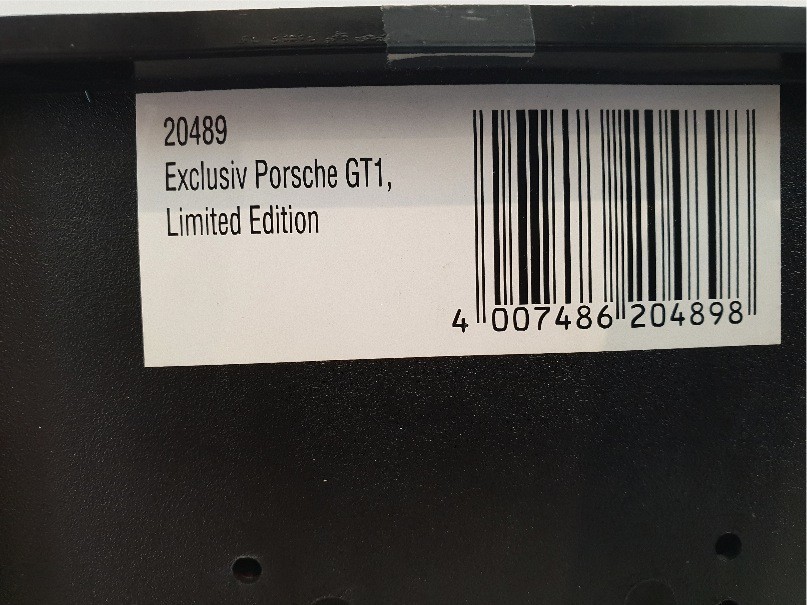 20489
Exclusiv Porsche GT1,
Limited Edition
4 007486 204898